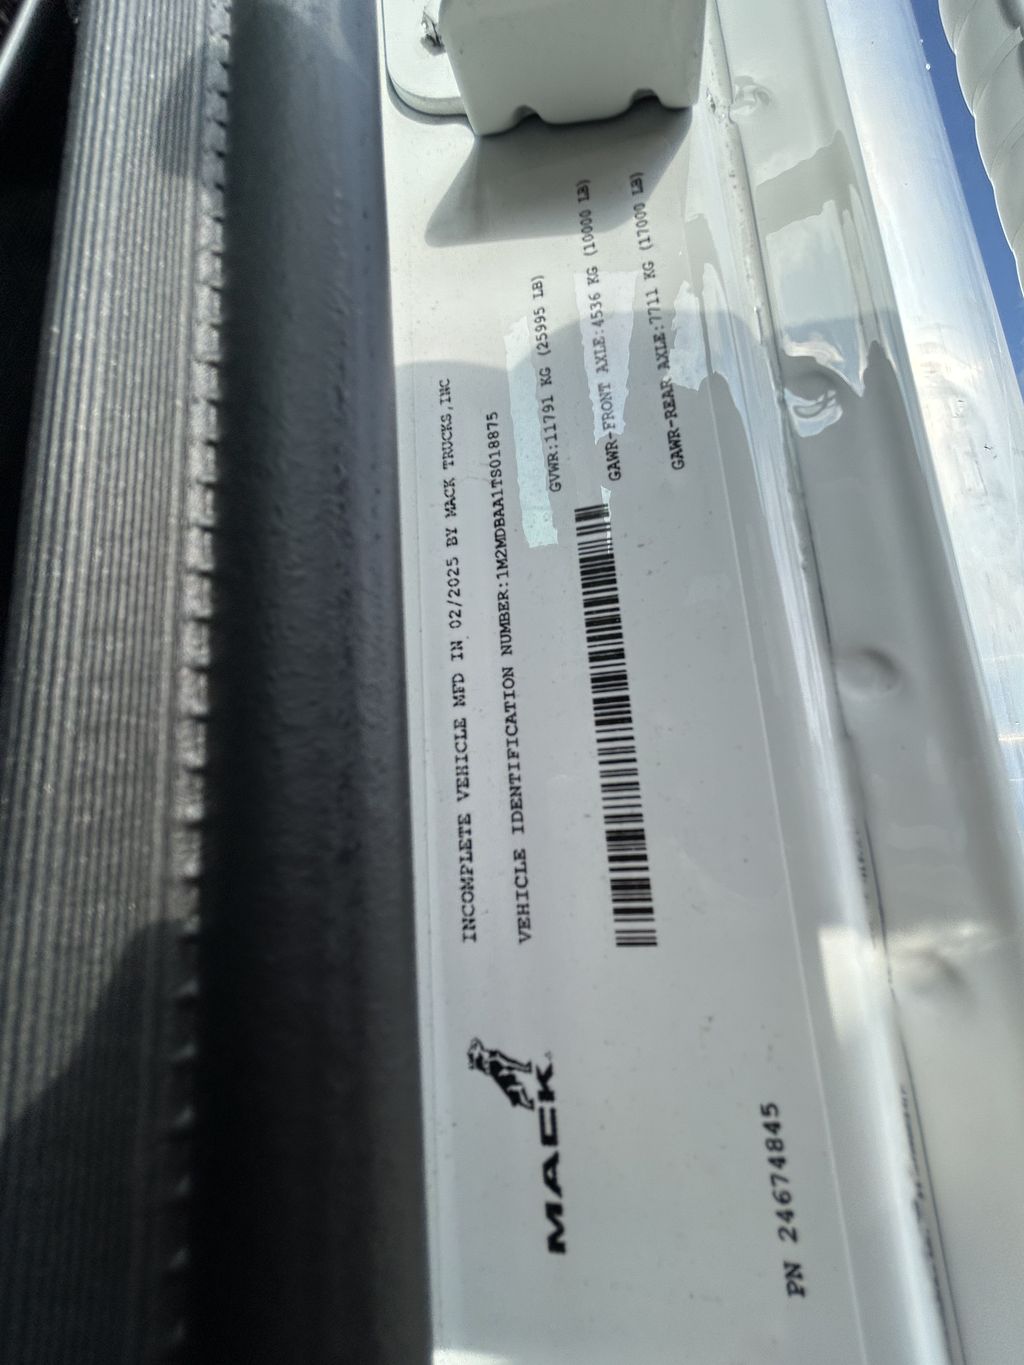 INCOMPLETE VEHICLE MFD IN 02/2025 BY MACK TRUCKS,INC
VEHICLE IDENTIFICATION NUMBER:1M2MDBAA1TS018875
GVWR:11791 KG (25995 LB)
GAWR-FRONT AXLE:4536 KG (10000 LB)
GAWR-REAR AXLE:7711 KG (17000 LB)
MACK
PN 24674845